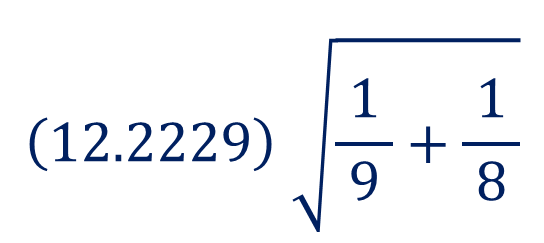 (12.2229) √(1/9 + 1/8)